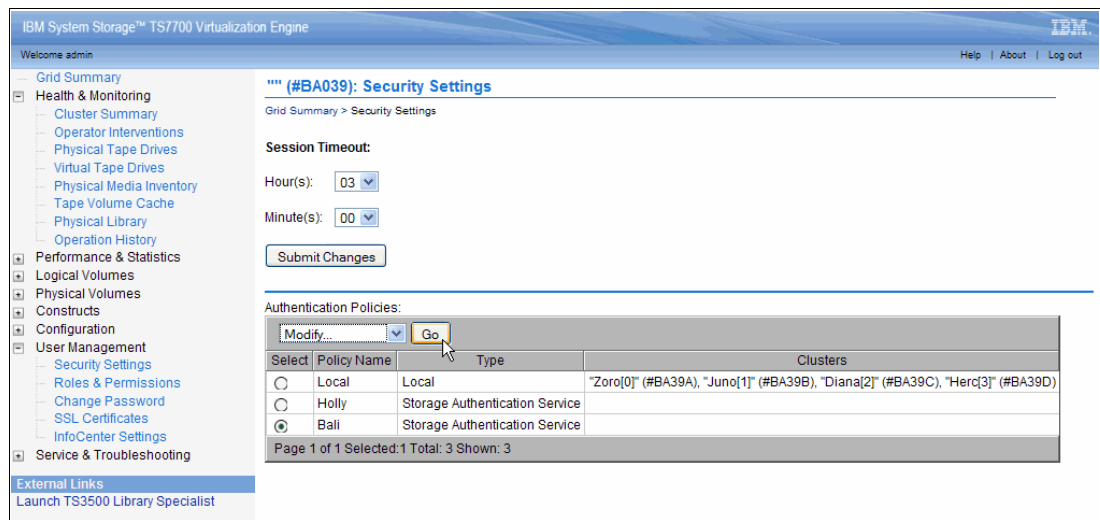 IBM System Storage™ TS7700 Virtualization Engine
IBM.
Welcome admin
Help | About | Log out
Grid Summary
Health & Monitoring
Cluster Summary
Operator Interventions
Physical Tape Drives
Virtual Tape Drives
Physical Media Inventory
Tape Volume Cache
Physical Library
Operation History
Performance & Statistics
Logical Volumes
Physical Volumes
Constructs
Configuration
User Management
Security Settings
Roles & Permissions
Change Password
SSL Certificates
InfoCenter Settings
Service & Troubleshooting
External Links
Launch TS3500 Library Specialist
"" (#BA039): Security Settings
Grid Summary > Security Settings
Session Timeout:
Hour(s): 03
Minute(s): 00
Submit Changes
Authentication Policies:
Modify... Go
Select Policy Name Type Clusters
Local Local "Zoro[0]" (#BA39A), "Juno[1]" (#BA39B), "Diana[2]" (#BA39C), "Herc[3]" (#BA39D)
Holly Storage Authentication Service
Bali Storage Authentication Service
Page 1 of 1 Selected:1 Total: 3 Shown: 3